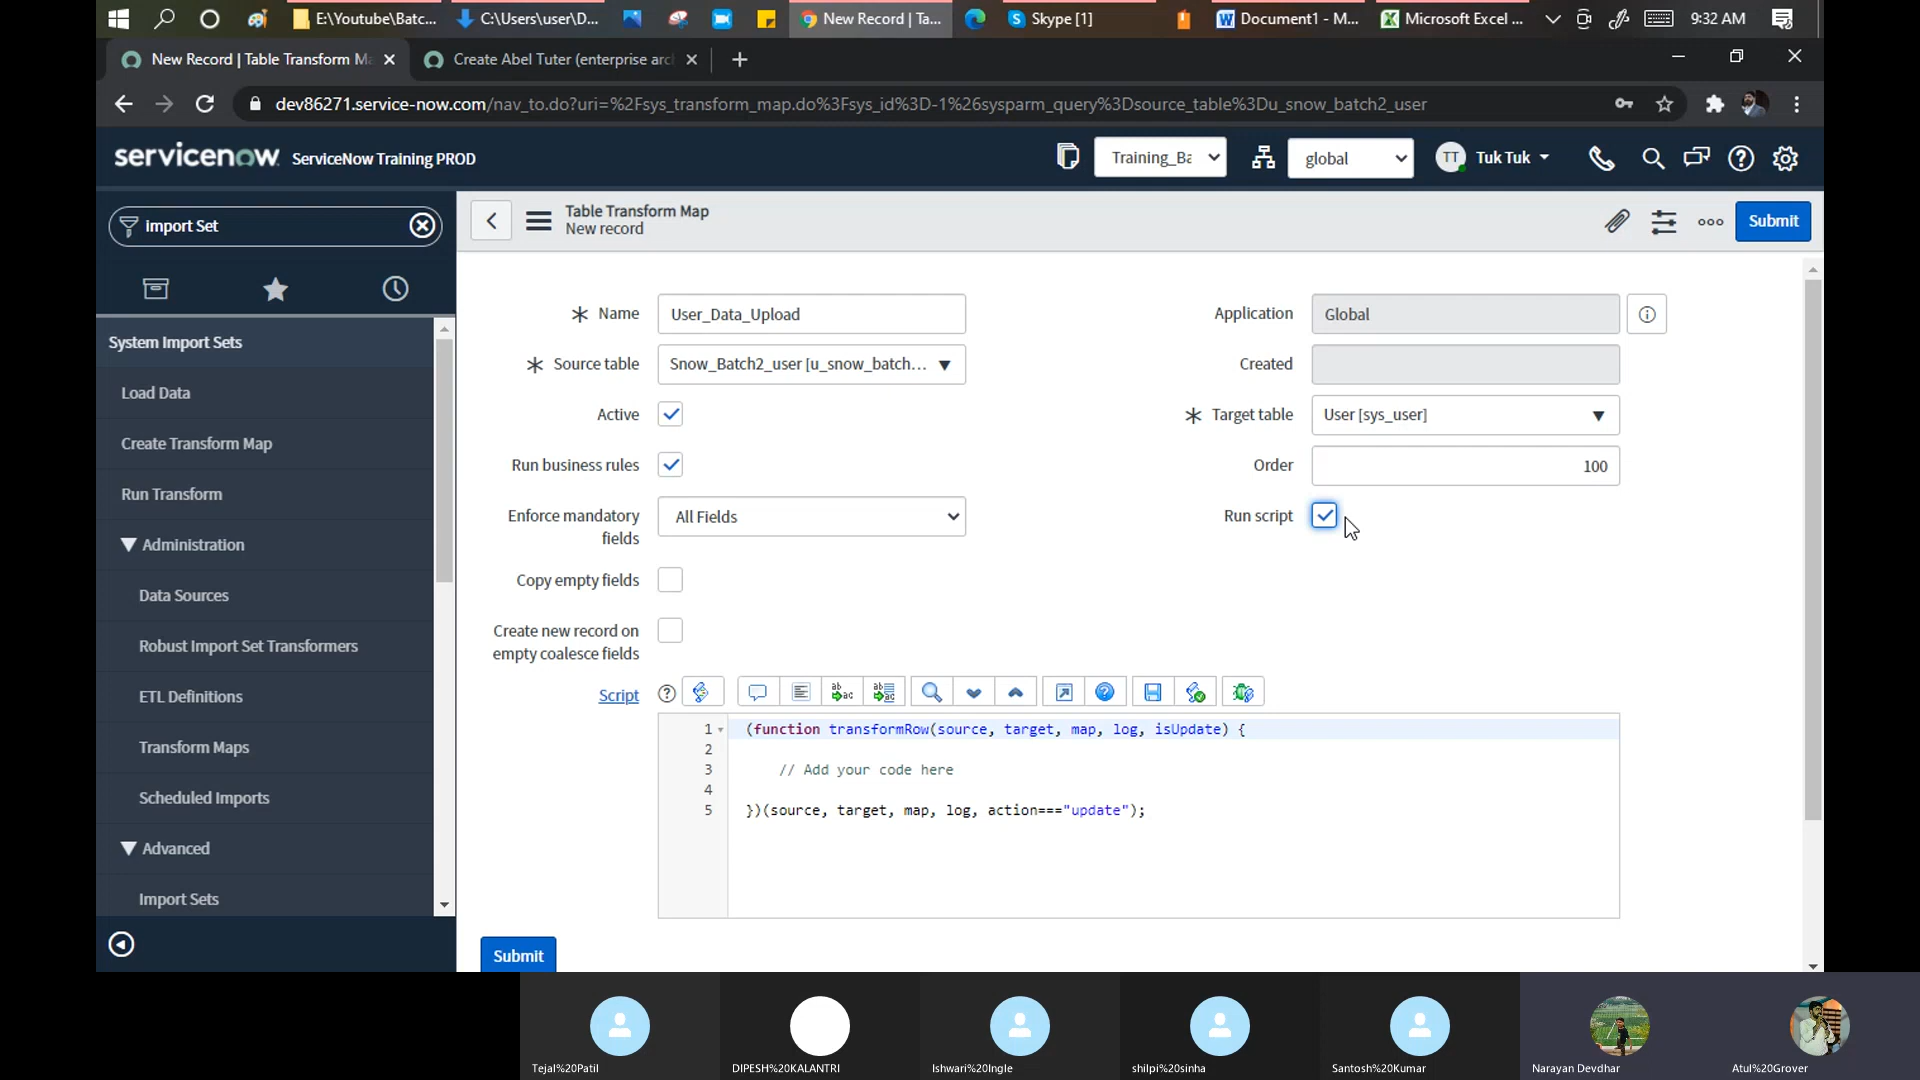 E:\Youtube\Batc...
C:\Users\user\D...
New Record | Ta...
Skype [1]
Document1 - M...
Microsoft Excel ...
9:32 AM
New Record | Table Transform Ma
Create Abel Tuter (enterprise arc
dev86271.service-now.com/nav_to.do?uri=%2Fsys_transform_map.do%3Fsys_id%3D-1%26sysparm_query%3Dsource_table%3Du_snow_batch2_user
servicenow
ServiceNow Training PROD
Training_Ba
global
TT
Tuk Tuk
Import Set
Table Transform Map
New record
Submit
System Import Sets
Load Data
Create Transform Map
Run Transform
Administration
Data Sources
Robust Import Set Transformers
ETL Definitions
Transform Maps
Scheduled Imports
Advanced
Import Sets
Name
User_Data_Upload
Source table
Snow_Batch2_user [u_snow_batch...
Active
Run business rules
Enforce mandatory
fields
All Fields
Copy empty fields
Create new record on
empty coalesce fields
Application
Global
Created
Target table
User [sys_user]
Order
100
Run script
Script
1 (function transformRow(source, target, map, log, isUpdate) {
2
3 // Add your code here
4
5 })(source, target, map, log, action==="update");
Submit
Tejal%20Patil
DIPESH%20KALANTRI
Ishwari%20Ingle
shilpi%20sinha
Santosh%20Kumar
Narayan Devdhar
Atul%20Grover